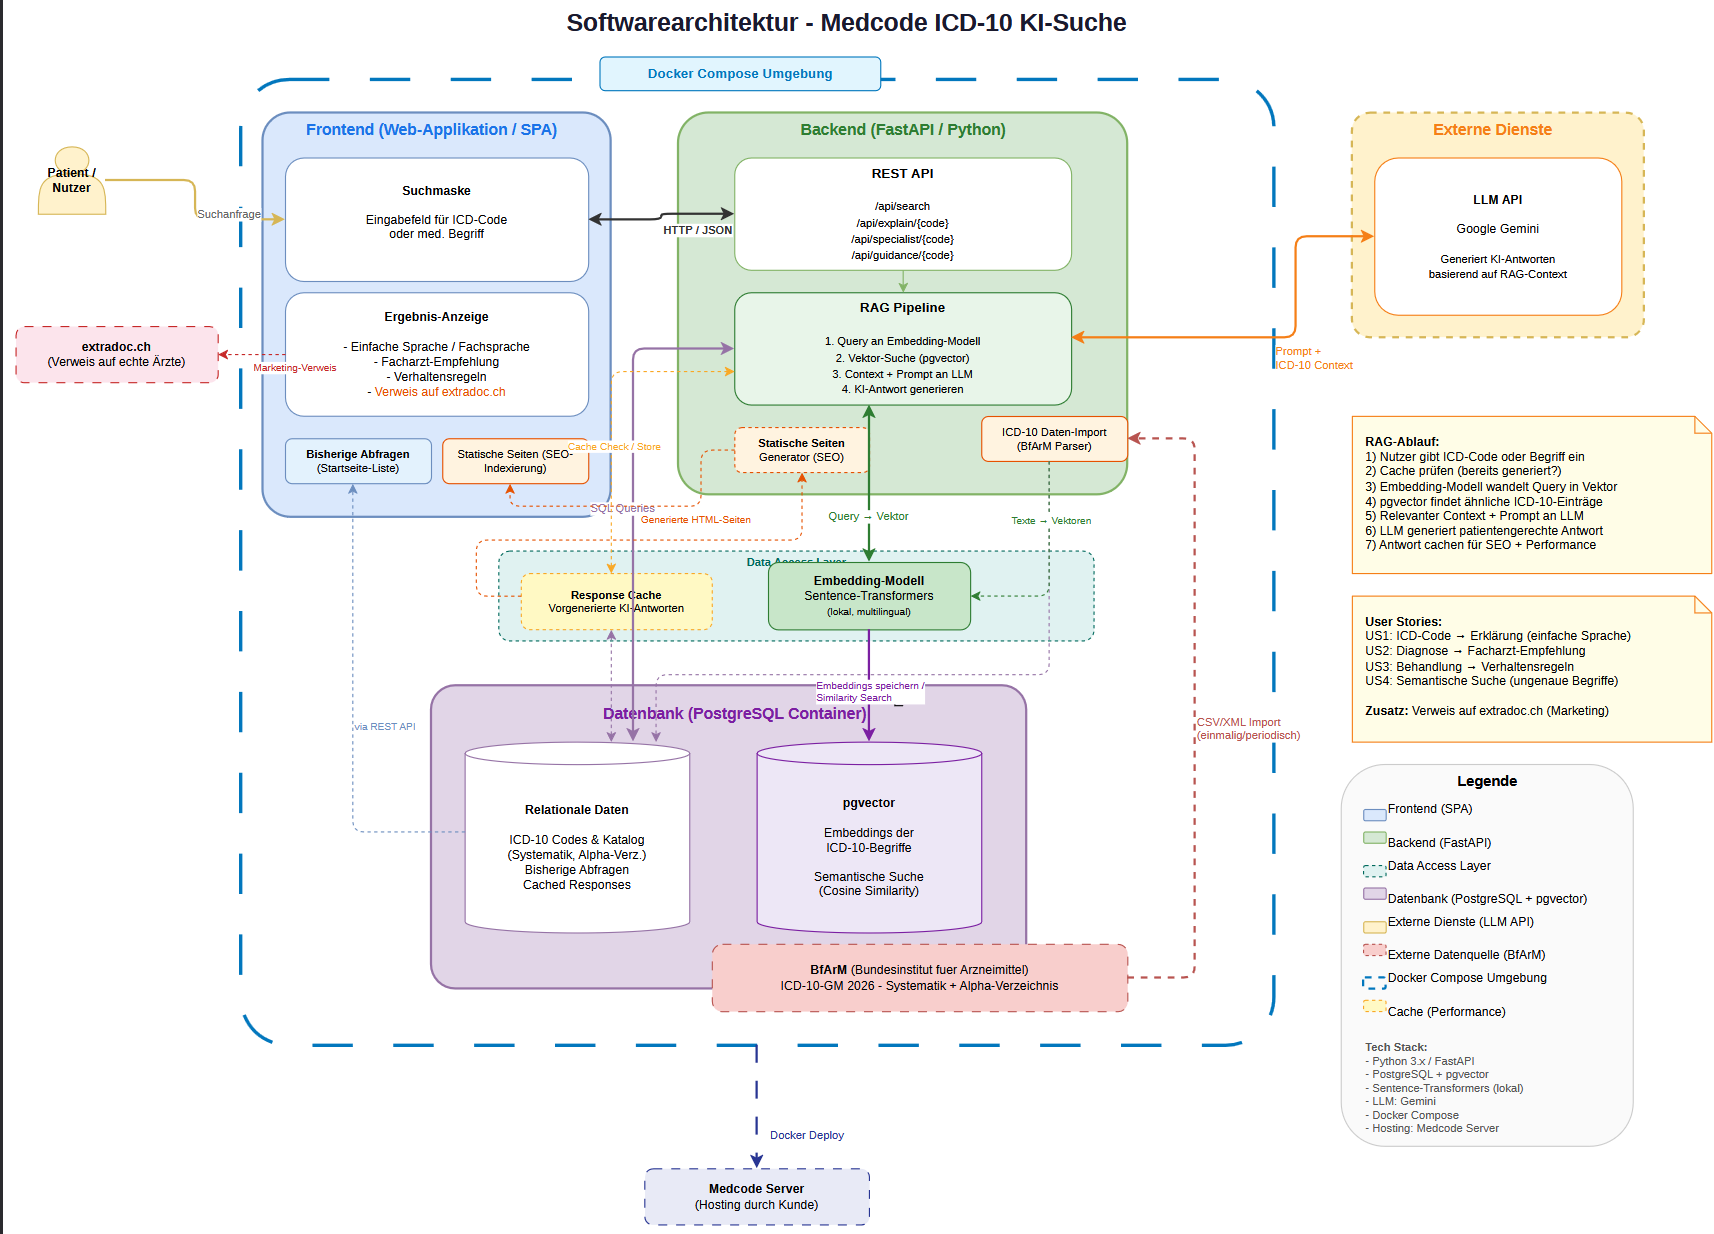 Softwarearchitektur - Medcode ICD-10 KI-Suche
Docker Compose Umgebung
Frontend (Web-Applikation / SPA)
Backend (FastAPI / Python)
Externe Dienste
Patient /
Nutzer
Suchanfrage
Suchmaske
Eingabefeld für ICD-Code
oder med. Begriff
HTTP / JSON
REST API
/api/search
/api/explain/{code}
/api/specialist/{code}
/api/guidance/{code}
LLM API
Google Gemini
Generiert KI-Antworten
basierend auf RAG-Context
Ergebnis-Anzeige
- Einfache Sprache / Fachsprache
- Facharzt-Empfehlung
- Verhaltensregeln
- Verweis auf extradoc.ch
extradoc.ch
(Verweis auf echte Ärzte)
Marketing-Verweis
RAG Pipeline
1. Query an Embedding-Modell
2. Vektor-Suche (pgvector)
3. Context + Prompt an LLM
4. KI-Antwort generieren
Prompt +
ICD-10 Context
Bisherige Abfragen
(Startseite-Liste)
Statische Seiten (SEO-
Indexierung)
Cache Check / Store
Statische Seiten
Generator (SEO)
ICD-10 Daten-Import
(BfArM Parser)
SQL Queries
Generierte HTML-Seiten
Query → Vektor
Texte → Vektoren
Data Access Layer
Response Cache
Vorgenerierte KI-Antworten
Embedding-Modell
Sentence-Transformers
(lokal, multilingual)
Embeddings speichern /
Similarity Search
Datenbank (PostgreSQL Container)
via REST API
Relationale Daten
ICD-10 Codes & Katalog
(Systematik, Alpha-Verz.)
Bisherige Abfragen
Cached Responses
pgvector
Embeddings der
ICD-10-Begriffe
Semantische Suche
(Cosine Similarity)
CSV/XML Import
(einmalig/periodisch)
BfArM (Bundesinstitut fuer Arzneimittel)
ICD-10-GM 2026 - Systematik + Alpha-Verzeichnis
Docker Deploy
Medcode Server
(Hosting durch Kunde)
RAG-Ablauf:
1) Nutzer gibt ICD-Code oder Begriff ein
2) Cache prüfen (bereits generiert?)
3) Embedding-Modell wandelt Query in Vektor
4) pgvector findet ähnliche ICD-10-Einträge
5) Relevanter Context + Prompt an LLM
6) LLM generiert patientengerechte Antwort
7) Antwort cachen für SEO + Performance
User Stories:
US1: ICD-Code → Erklärung (einfache Sprache)
US2: Diagnose → Facharzt-Empfehlung
US3: Behandlung → Verhaltensregeln
US4: Semantische Suche (ungenaue Begriffe)
Zusatz: Verweis auf extradoc.ch (Marketing)
Legende
Frontend (SPA)
Backend (FastAPI)
Data Access Layer
Datenbank (PostgreSQL + pgvector)
Externe Dienste (LLM API)
Externe Datenquelle (BfArM)
Docker Compose Umgebung
Cache (Performance)
Tech Stack:
- Python 3.x / FastAPI
- PostgreSQL + pgvector
- Sentence-Transformers (lokal)
- LLM: Gemini
- Docker Compose
- Hosting: Medcode Server